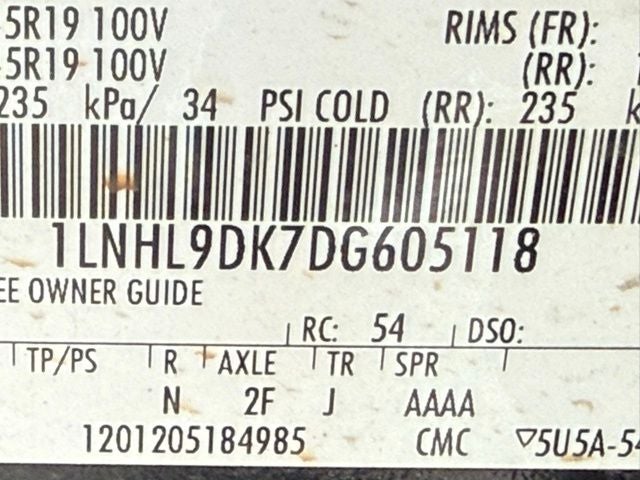 5R19 100V RIMS (FR):
5R19 100V (RR):
235 kPa/ 34 PSI COLD (RR): 235 k
1LNHL9DK7DG605118
EE OWNER GUIDE
RC: 54 DSO:
TP/PS R AXLE TR SPR
N 2F J AAAA
1201205184985 CMC ▽5U5A-54